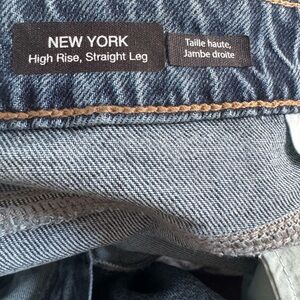 NEW YORK
High Rise, Straight Leg
Taille haute,
Jambe droite